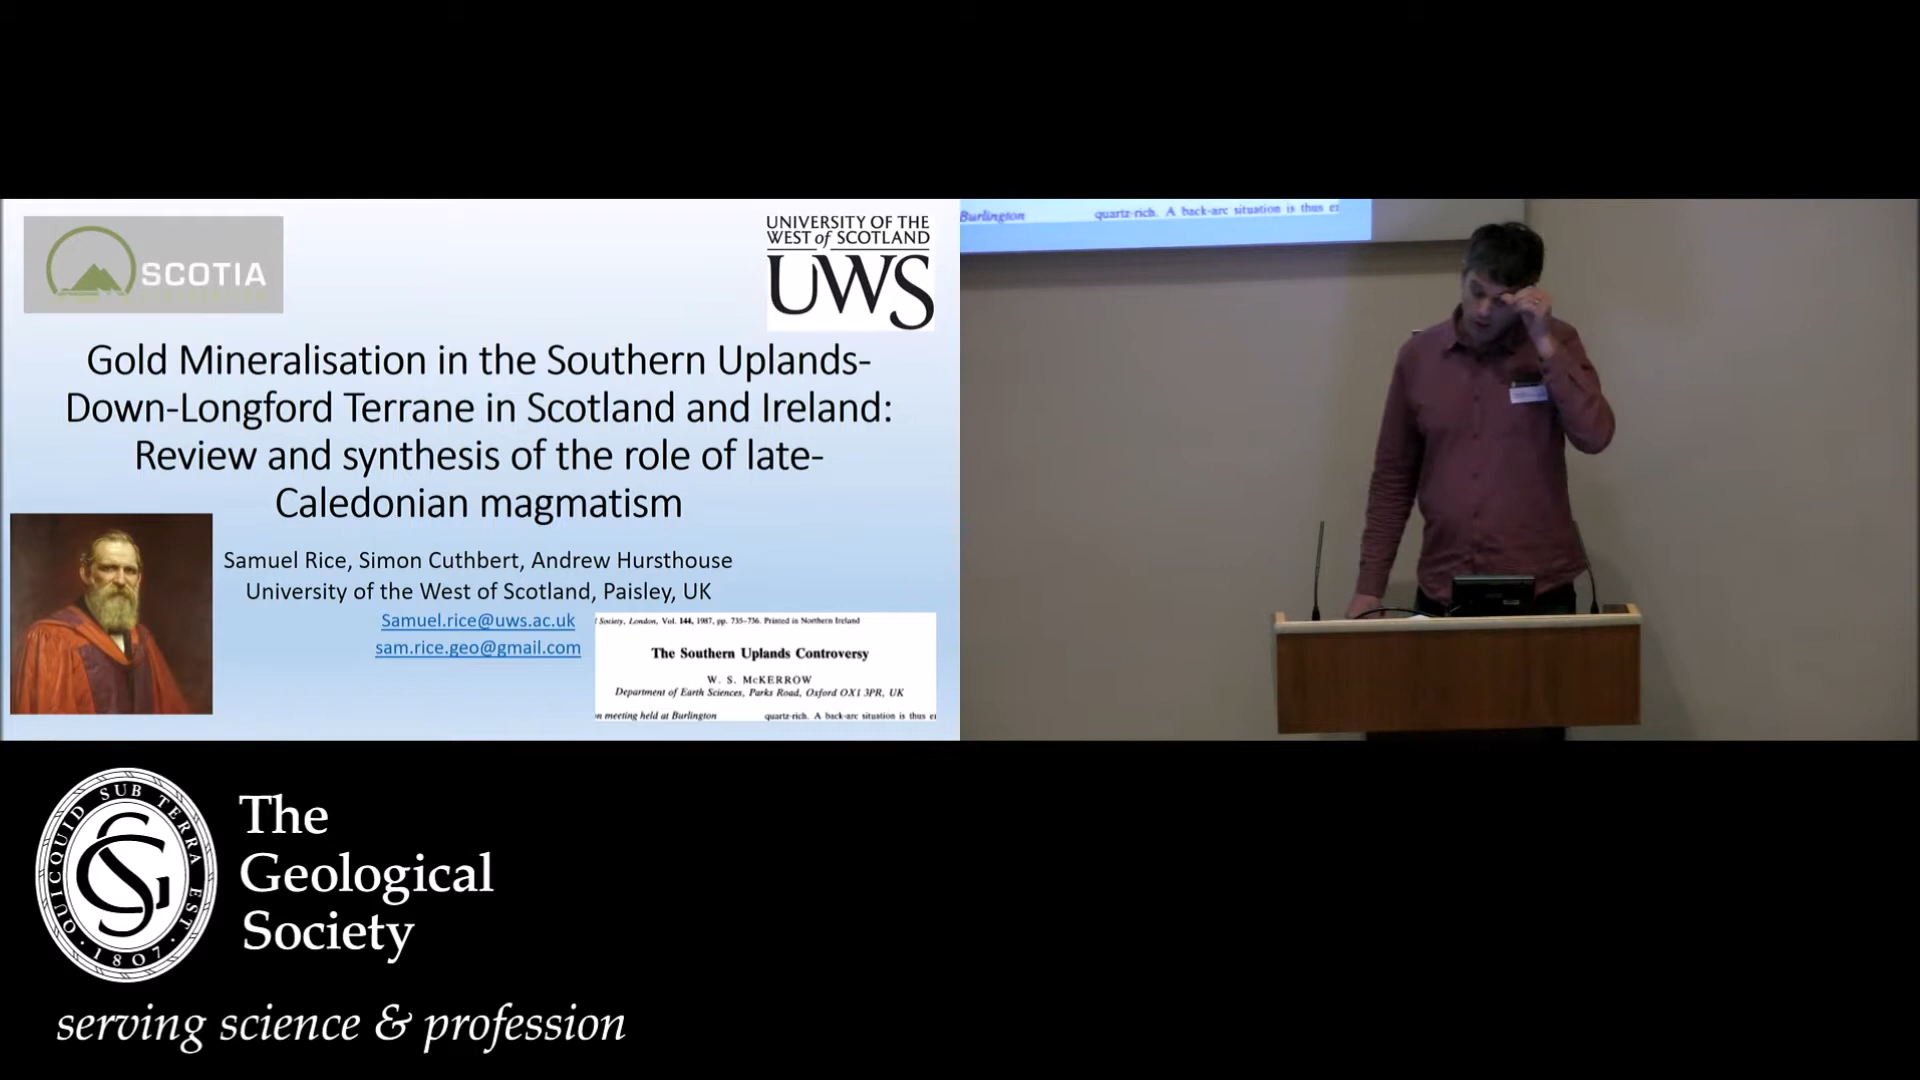 SCOTIA
UNIVERSITY OF THE
WEST of SCOTLAND
UWS
Gold Mineralisation in the Southern Uplands-
Down-Longford Terrane in Scotland and Ireland:
Review and synthesis of the role of late-
Caledonian magmatism
Samuel Rice, Simon Cuthbert, Andrew Hursthouse
University of the West of Scotland, Paisley, UK
Samuel.rice@uws.ac.uk
sam.rice.geo@gmail.com
Society, London, Vol. 144, 1987, pp. 735-736. Printed in Northern Ireland
The Southern Uplands Controversy
W. S. McKERROW
Department of Earth Sciences, Parks Road, Oxford OX1 3PR, UK
n meeting held at Burlington quartz-rich. A back-arc situation is thus
Burlington quartz-rich. A back-arc situation is thus
QUICQUID SUB TERRA EST
1807
The
Geological
Society
serving science & profession